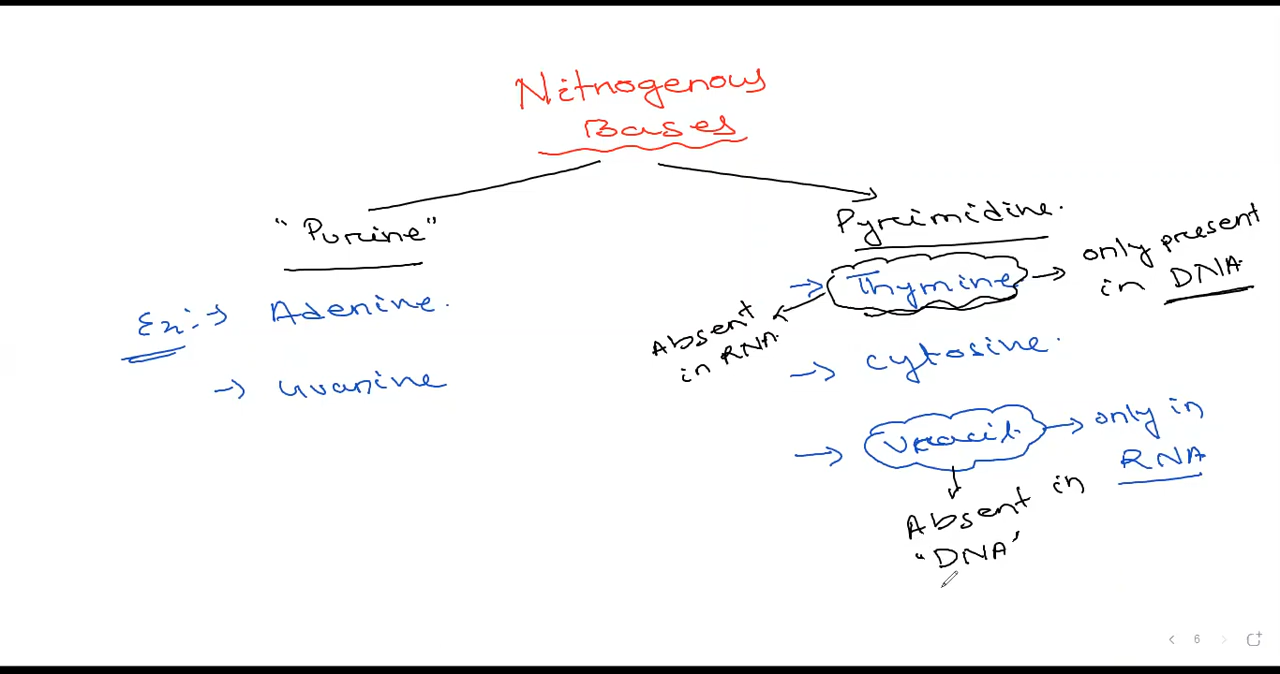 Nitrogenous
Bases
"Purine"
Ex:→ Adenine.
→ Guanine
Pyrimidine.
→ Thymine → only present
in DNA.
Absent
in RNA.
→ cytosine.
→ Uracil. → only in
RNA
Absent in
"DNA"
6